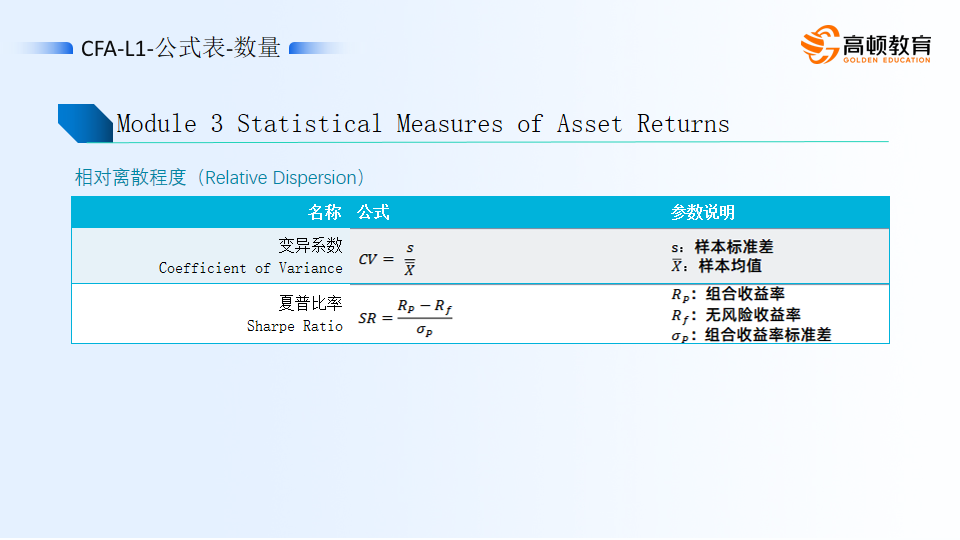 CFA-L1-公式表-数量
高顿教育
GOLDEN EDUCATION
Module 3 Statistical Measures of Asset Returns
相对离散程度（Relative Dispersion）
名称 公式 参数说明
变异系数
Coefficient of Variance
CV = s / X̅
s：样本标准差
X̅：样本均值
夏普比率
Sharpe Ratio
SR = (R_P − R_f) / σ_P
R_P：组合收益率
R_f：无风险收益率
σ_P：组合收益率标准差